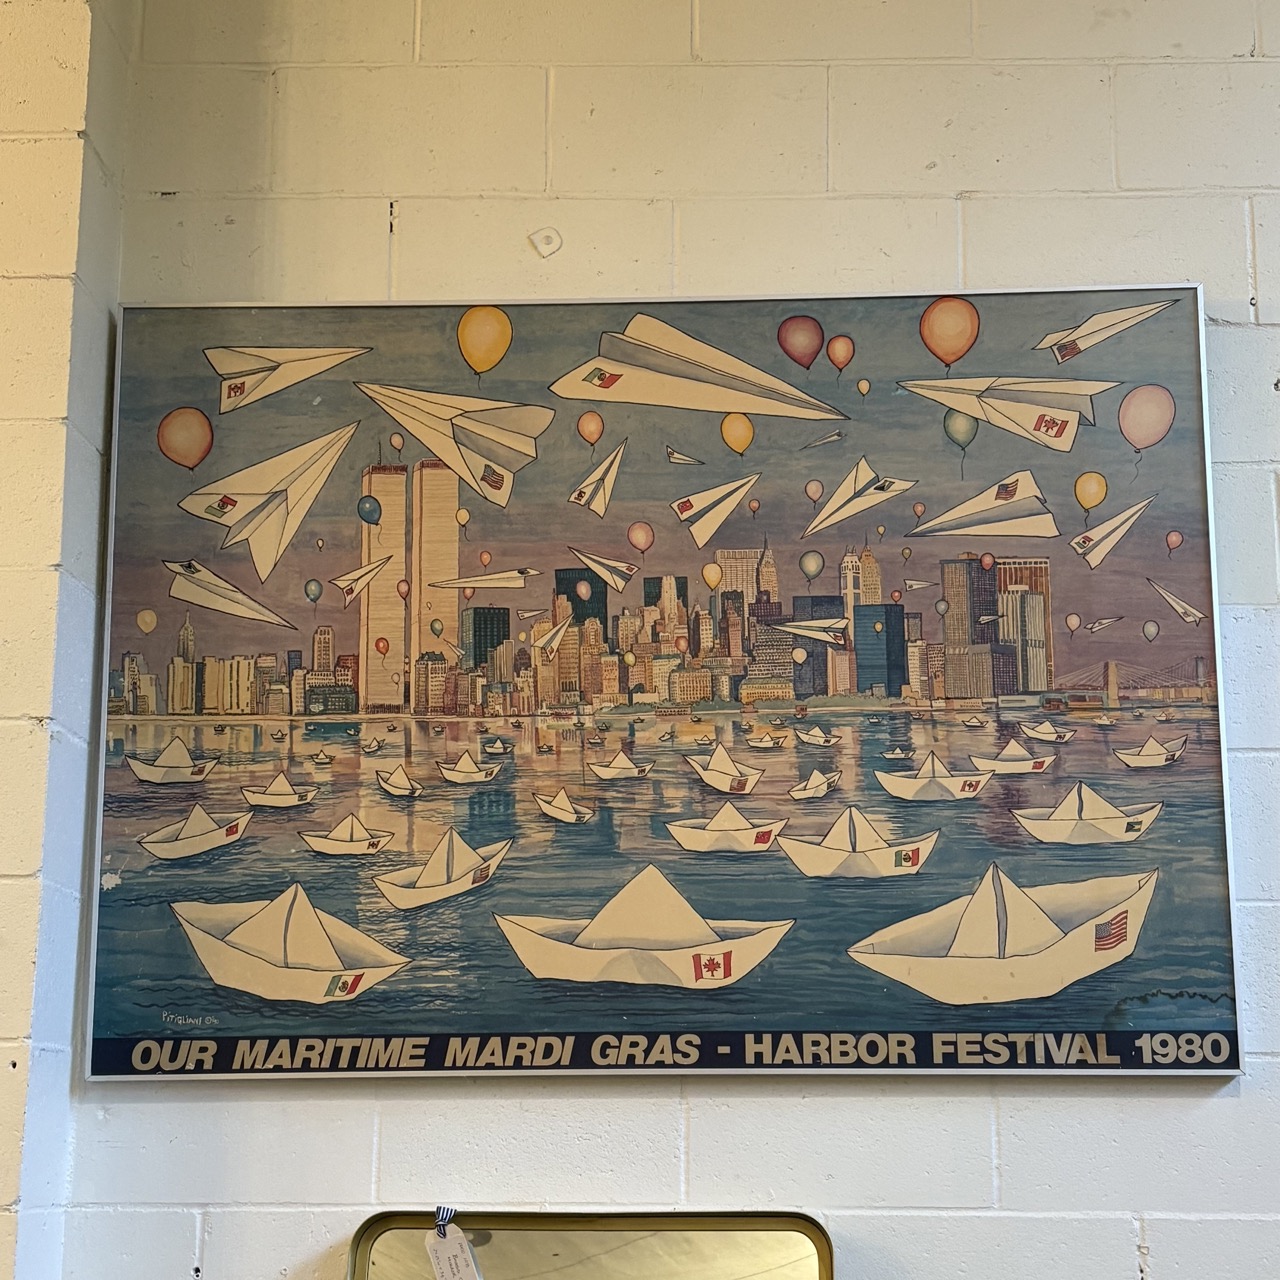 PiTiGLiANi ©
OUR MARITIME MARDI GRAS - HARBOR FESTIVAL 1980